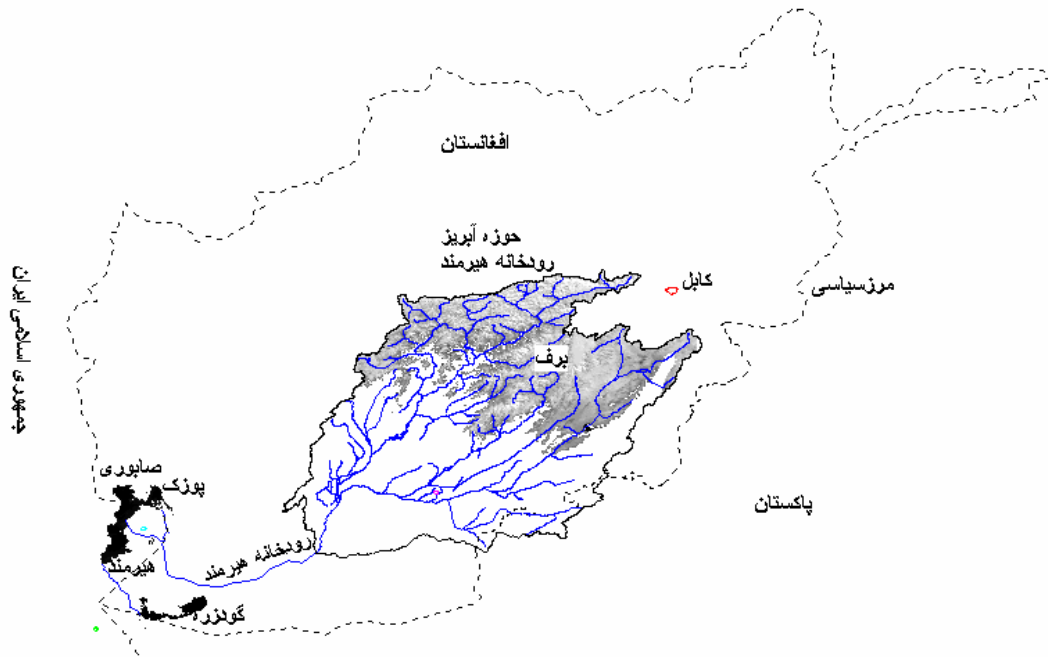 افغانستان
حوزه آبریز
رودخانه هیرمند
کابل
مرزسیاسی
جمهوری اسلامی ایران
برف
صابوری
پوزک
پاکستان
رودخانه هیرمند
هیرمند
گودزره